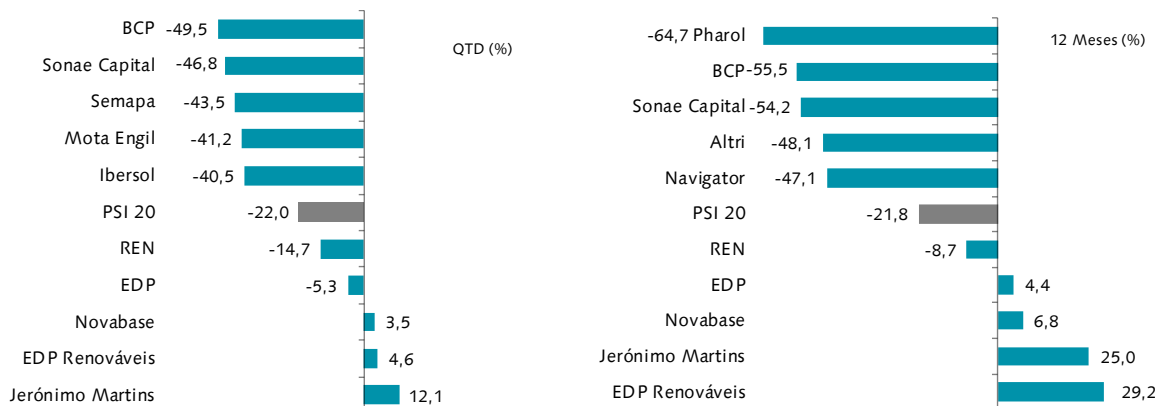 QTD (%)
BCP -49,5
Sonae Capital -46,8
Semapa -43,5
Mota Engil -41,2
Ibersol -40,5
PSI 20 -22,0
REN -14,7
EDP -5,3
Novabase 3,5
EDP Renováveis 4,6
Jerónimo Martins 12,1
12 Meses (%)
-64,7 Pharol
BCP -55,5
Sonae Capital -54,2
Altri -48,1
Navigator -47,1
PSI 20 -21,8
REN -8,7
EDP 4,4
Novabase 6,8
Jerónimo Martins 25,0
EDP Renováveis 29,2